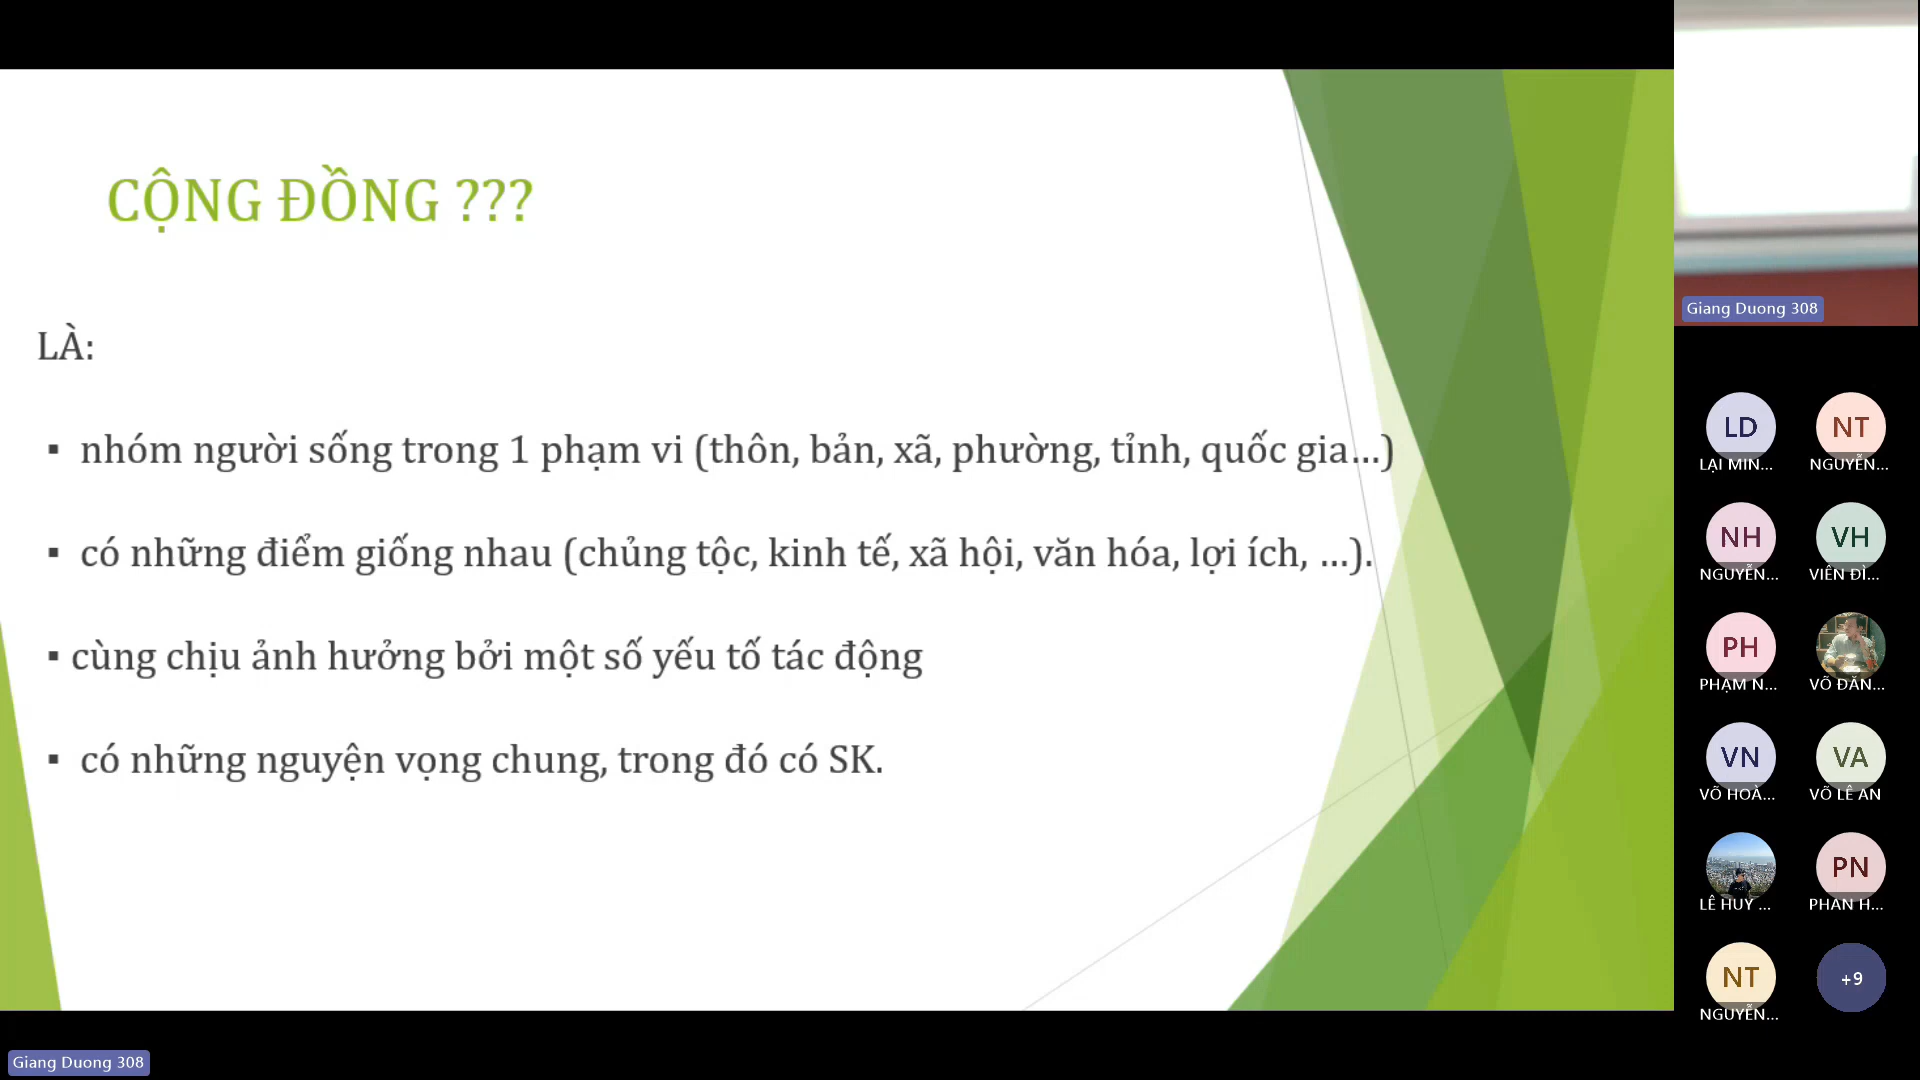 CỘNG ĐỒNG ???
LÀ:
▪ nhóm người sống trong 1 phạm vi (thôn, bản, xã, phường, tỉnh, quốc gia...)
▪ có những điểm giống nhau (chủng tộc, kinh tế, xã hội, văn hóa, lợi ích, ...).
▪ cùng chịu ảnh hưởng bởi một số yếu tố tác động
▪ có những nguyện vọng chung, trong đó có SK.
Giang Duong 308
Giang Duong 308
LD
LẠI MIN...
NT
NGUYỄN...
NH
NGUYỄN...
VH
VIÊN ĐÌ...
PH
PHẠM N...
VÕ ĐĂN...
VN
VÕ HOÀ...
VA
VÕ LÊ AN
LÊ HUY ...
PN
PHAN H...
NT
NGUYỄN...
+9